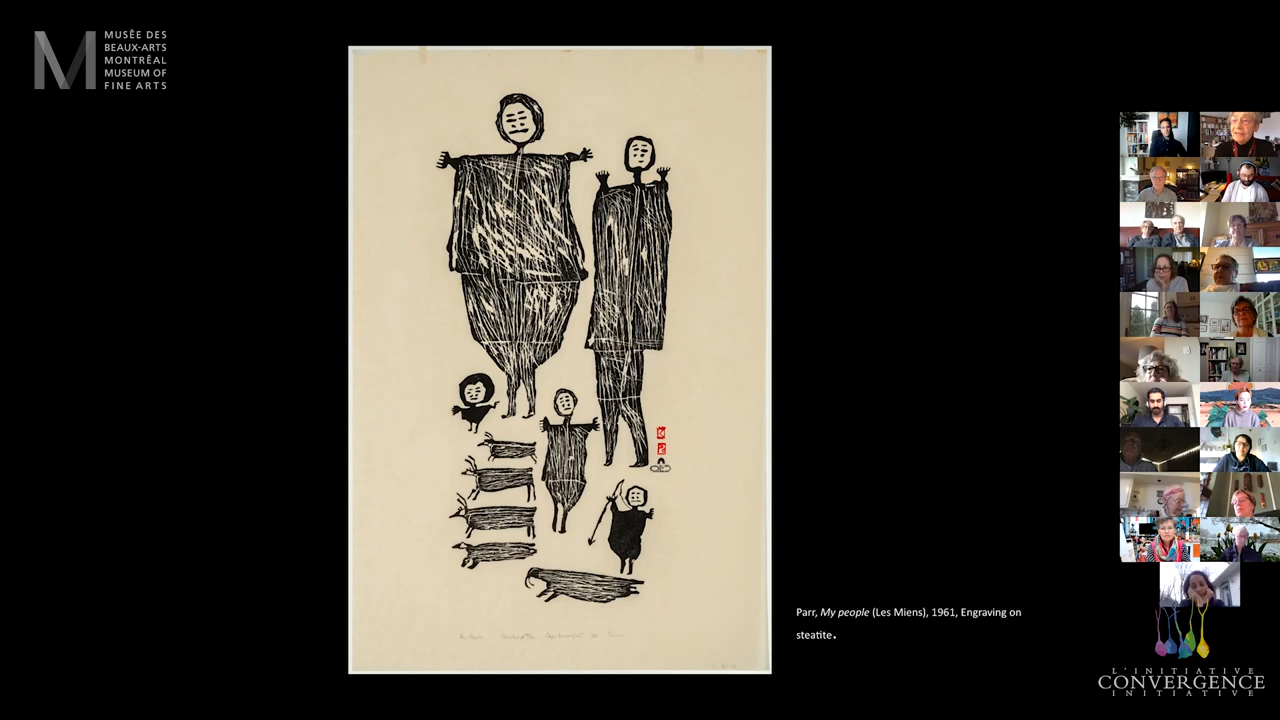 MUSÉE DES
BEAUX-ARTS
MONTRÉAL
MUSEUM OF
FINE ARTS
Parr, My people (Les Miens), 1961, Engraving on
steatite.
L'INITIATIVE
CONVERGENCE
INITIATIVE